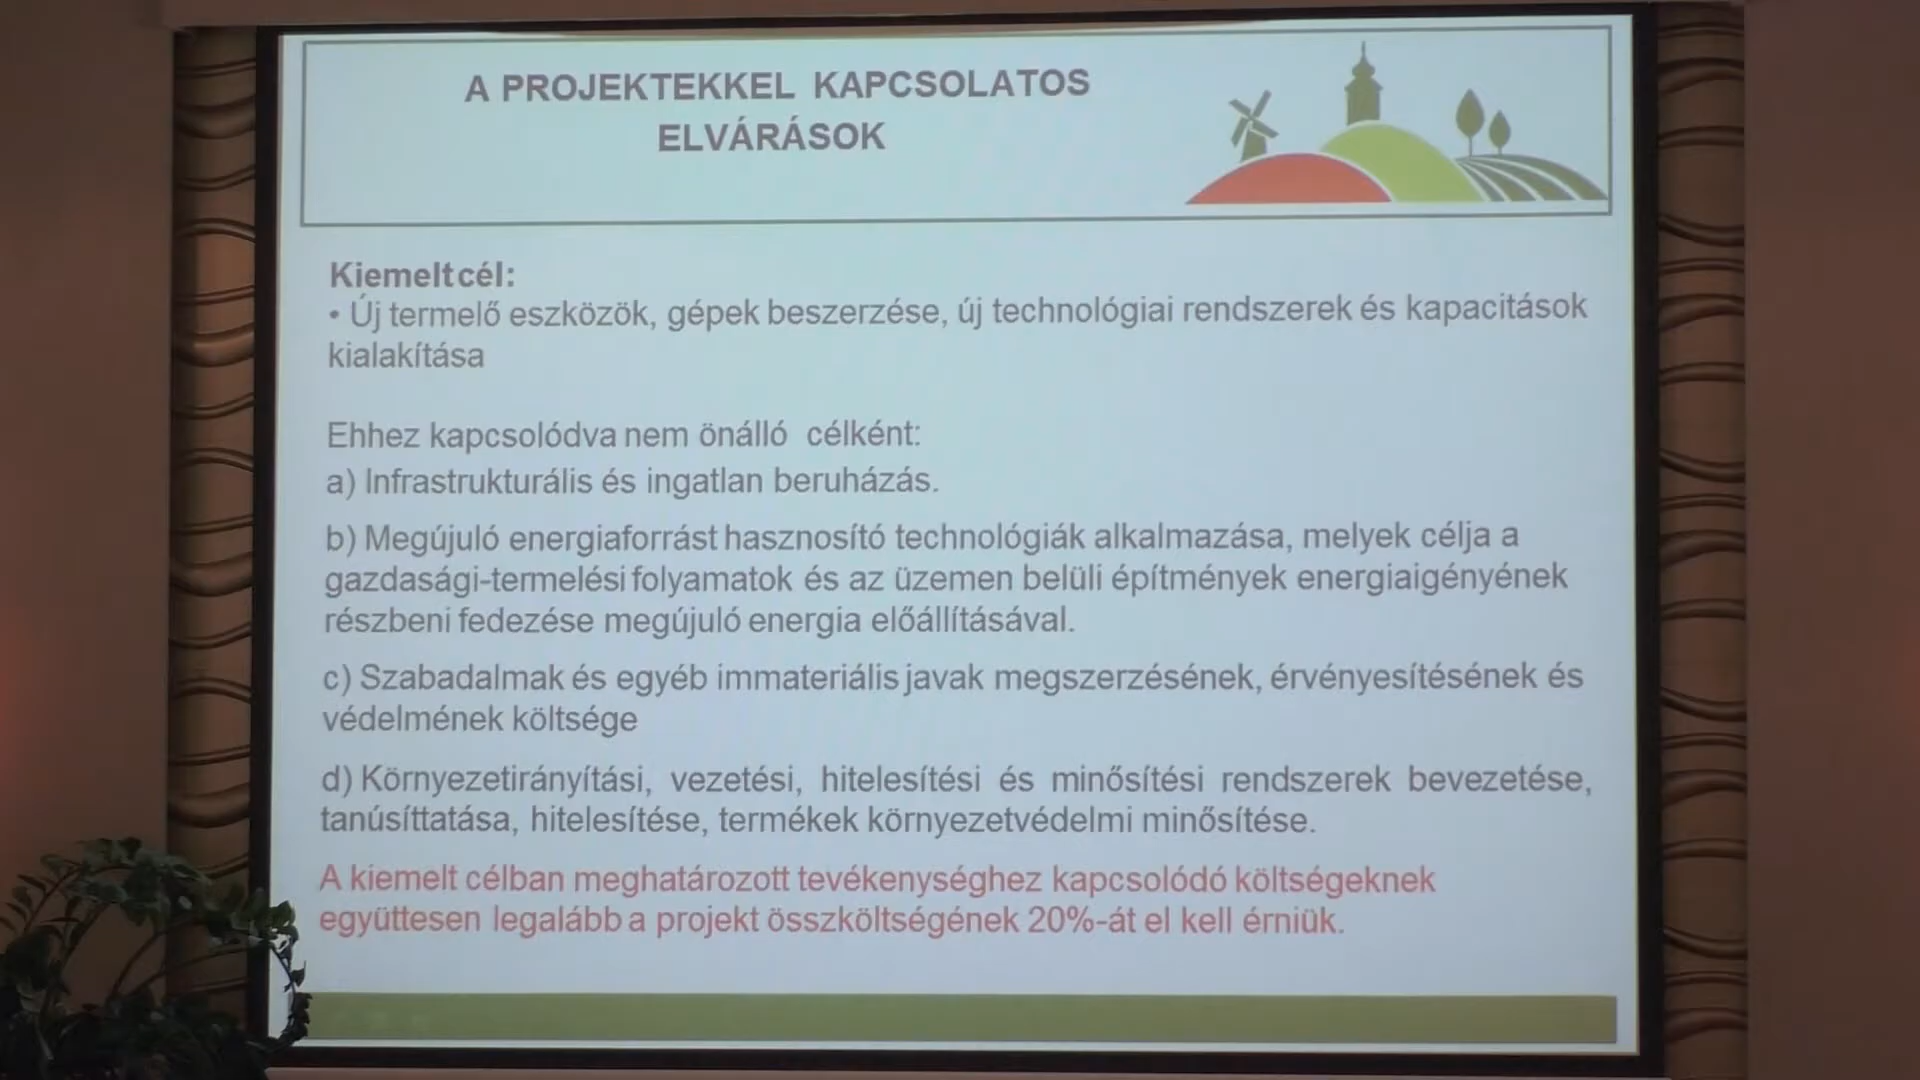 A PROJEKTEKKEL KAPCSOLATOS
ELVÁRÁSOK
Kiemelt cél:
• Új termelő eszközök, gépek beszerzése, új technológiai rendszerek és kapacitások
kialakítása
Ehhez kapcsolódva nem önálló célként:
a) Infrastrukturális és ingatlan beruházás.
b) Megújuló energiaforrást hasznosító technológiák alkalmazása, melyek célja a
gazdasági-termelési folyamatok és az üzemen belüli építmények energiaigényének
részbeni fedezése megújuló energia előállításával.
c) Szabadalmak és egyéb immateriális javak megszerzésének, érvényesítésének és
védelmének költsége
d) Környezetirányítási, vezetési, hitelesítési és minősítési rendszerek bevezetése,
tanúsíttatása, hitelesítése, termékek környezetvédelmi minősítése.
A kiemelt célban meghatározott tevékenységhez kapcsolódó költségeknek
együttesen legalább a projekt összköltségének 20%-át el kell érniük.